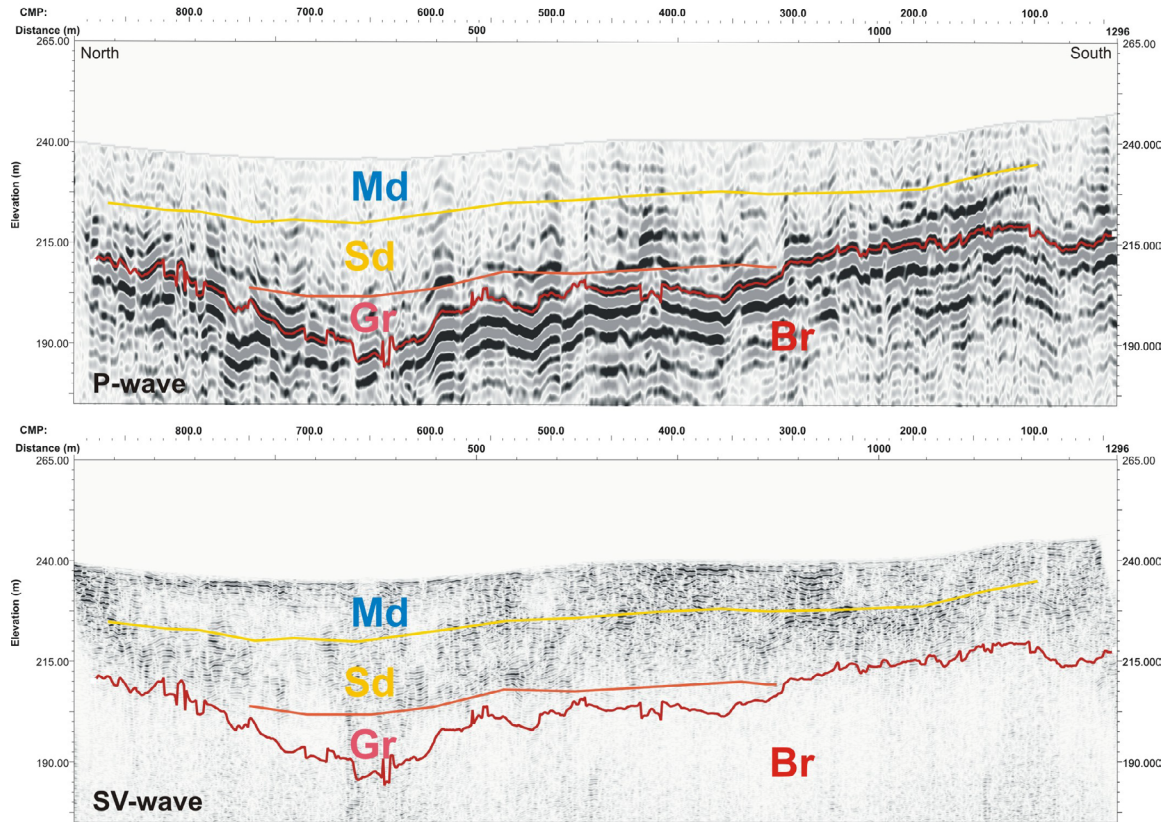 CMP: 800.0 700.0 600.0 500.0 400.0 300.0 200.0 100.0
Distance (m) 500 1000 1296
265.00 North South 265.00
240.00 240.000
Md
215.00 Sd 215.000
Gr
190.00 Br 190.000
P-wave
Elevation (m)
CMP: 800.0 700.0 600.0 500.0 400.0 300.0 200.0 100.0
Distance (m) 500 1000 1296
265.00 265.00
240.00 240.000
Md
215.00 Sd 215.000
Gr
190.00 Br 190.000
SV-wave
Elevation (m)